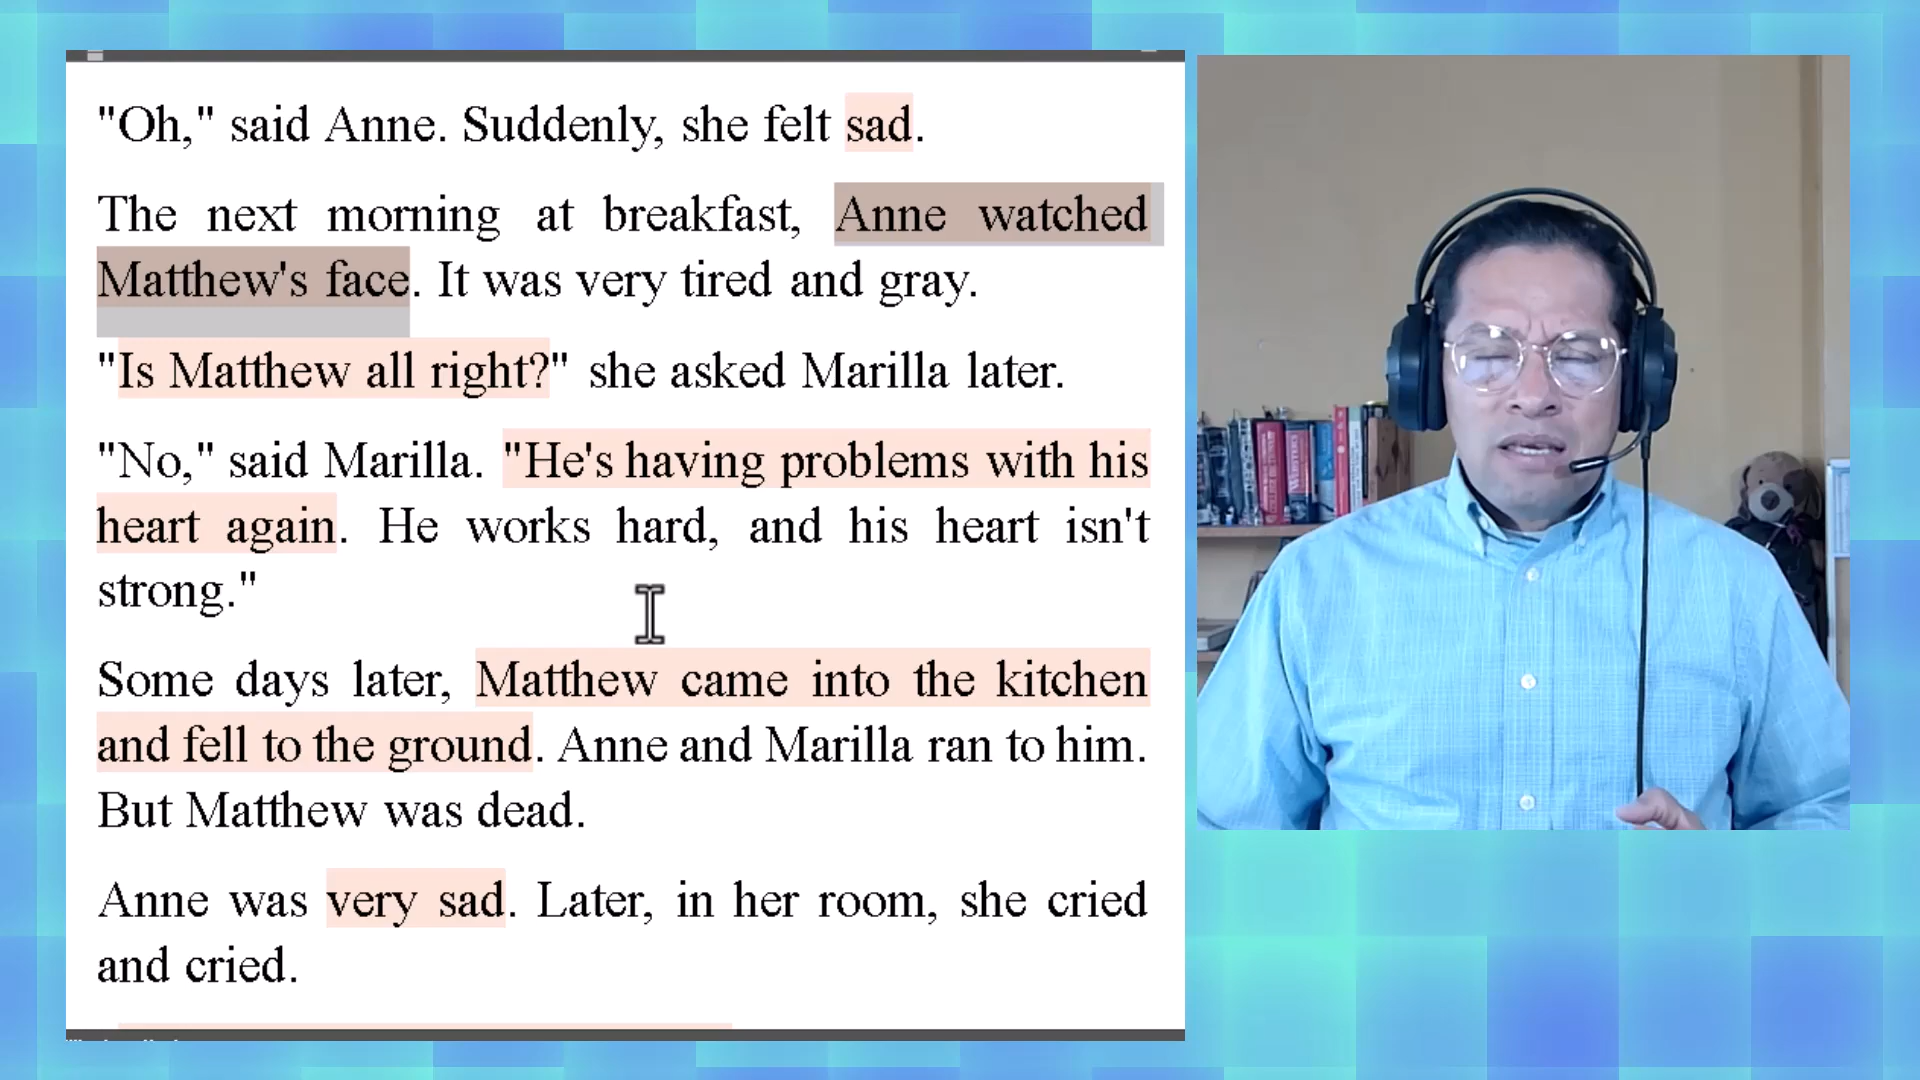 "Oh," said Anne. Suddenly, she felt sad.
The next morning at breakfast, Anne watched
Matthew's face. It was very tired and gray.
"Is Matthew all right?" she asked Marilla later.
"No," said Marilla. "He's having problems with his
heart again. He works hard, and his heart isn't
strong."
Some days later, Matthew came into the kitchen
and fell to the ground. Anne and Marilla ran to him.
But Matthew was dead.
Anne was very sad. Later, in her room, she cried
and cried.